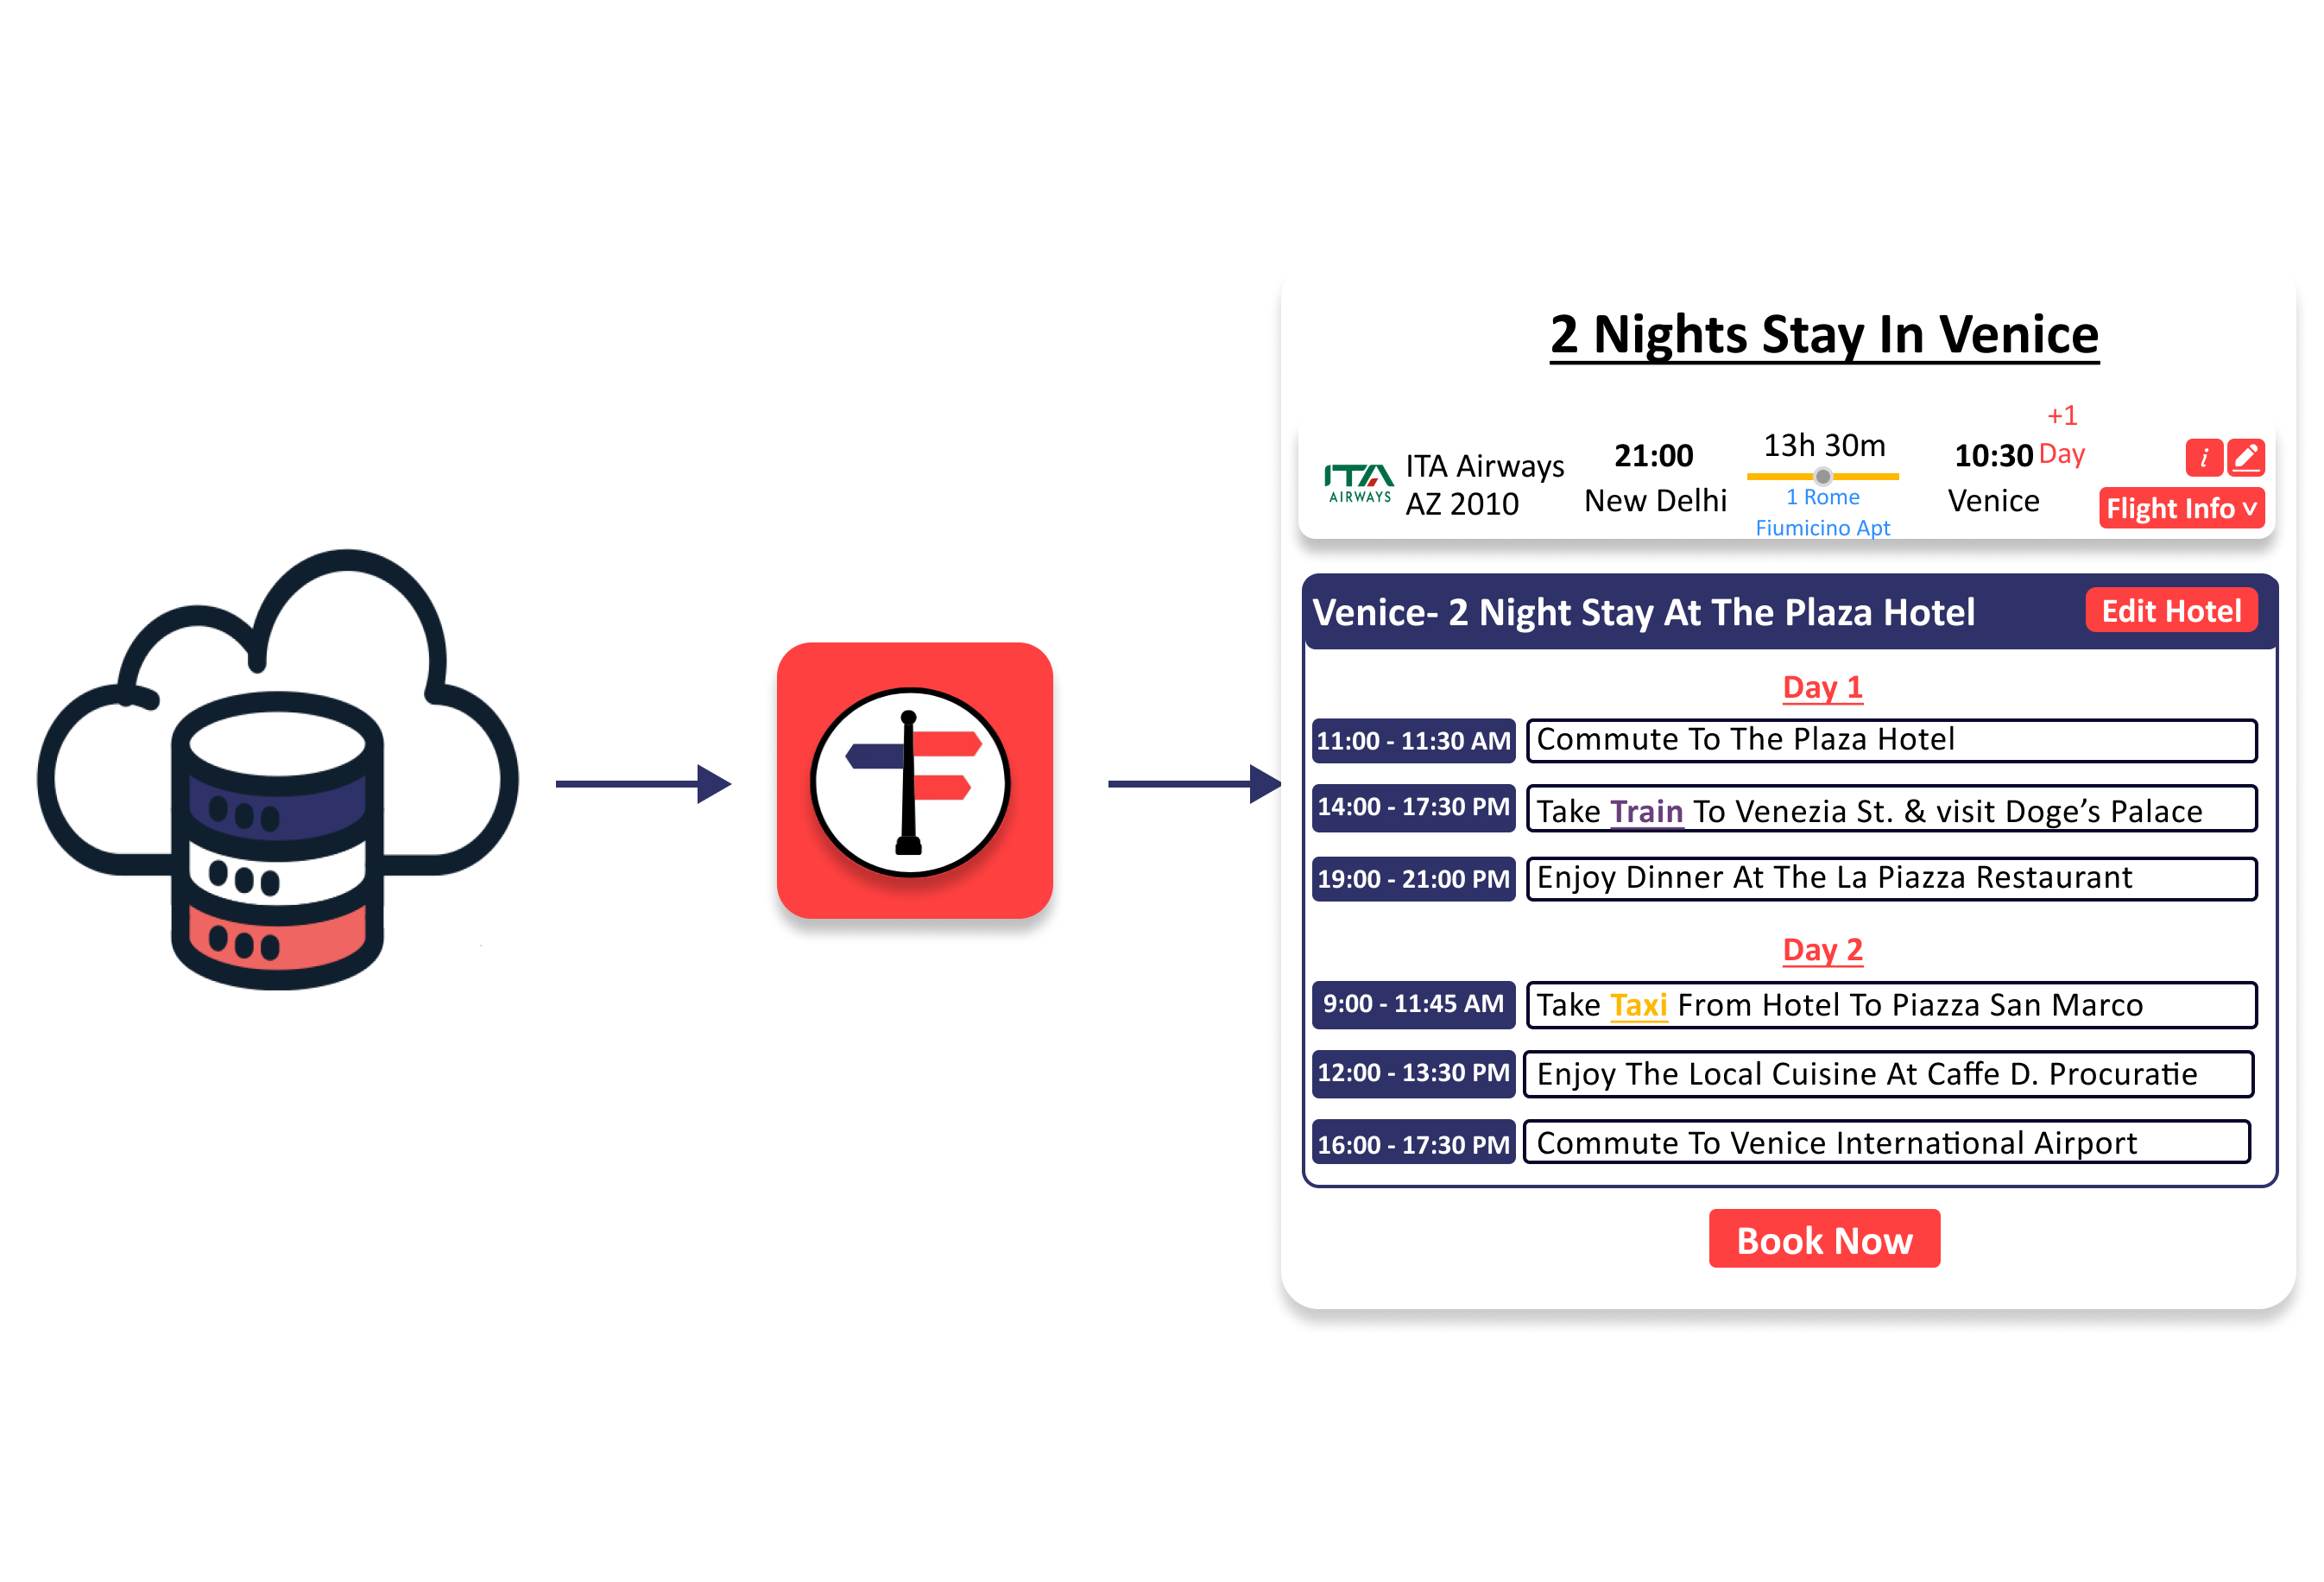 2 Nights Stay In Venice
+1
Day
ITA
AIRWAYS
ITA Airways
AZ 2010
21:00
New Delhi
13h 30m
1 Rome
Fiumicino Apt
10:30
Venice
i
Flight Info v
Venice- 2 Night Stay At The Plaza Hotel
Edit Hotel
Day 1
11:00 - 11:30 AM
Commute To The Plaza Hotel
14:00 - 17:30 PM
Take Train To Venezia St. & visit Doge’s Palace
19:00 - 21:00 PM
Enjoy Dinner At The La Piazza Restaurant
Day 2
9:00 - 11:45 AM
Take Taxi From Hotel To Piazza San Marco
12:00 - 13:30 PM
Enjoy The Local Cuisine At Caffe D. Procuratie
16:00 - 17:30 PM
Commute To Venice International Airport
Book Now